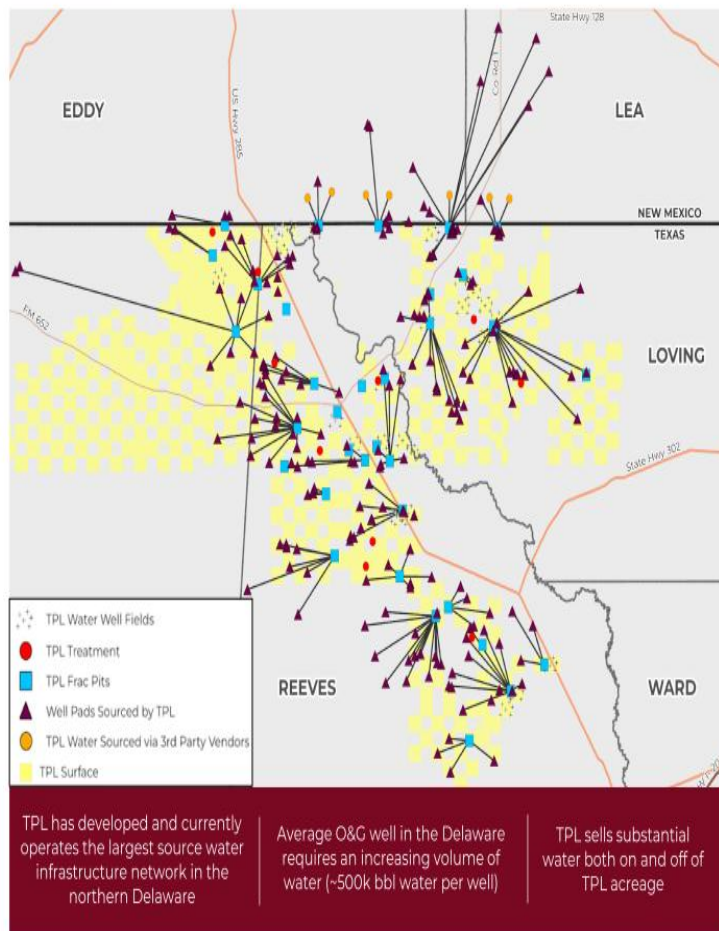 State Hwy 128
Co Rd 1
EDDY
LEA
US Hwy 285
NEW MEXICO
TEXAS
FM 652
LOVING
State Hwy 302
TPL Water Well Fields
TPL Treatment
TPL Frac Pits
Well Pads Sourced by TPL
TPL Water Sourced via 3rd Party Vendors
TPL Surface
REEVES
WARD
TPL has developed and currently
operates the largest source water
infrastructure network in the
northern Delaware
Average O&G well in the Delaware
requires an increasing volume of
water (~500k bbl water per well)
TPL sells substantial
water both on and off of
TPL acreage